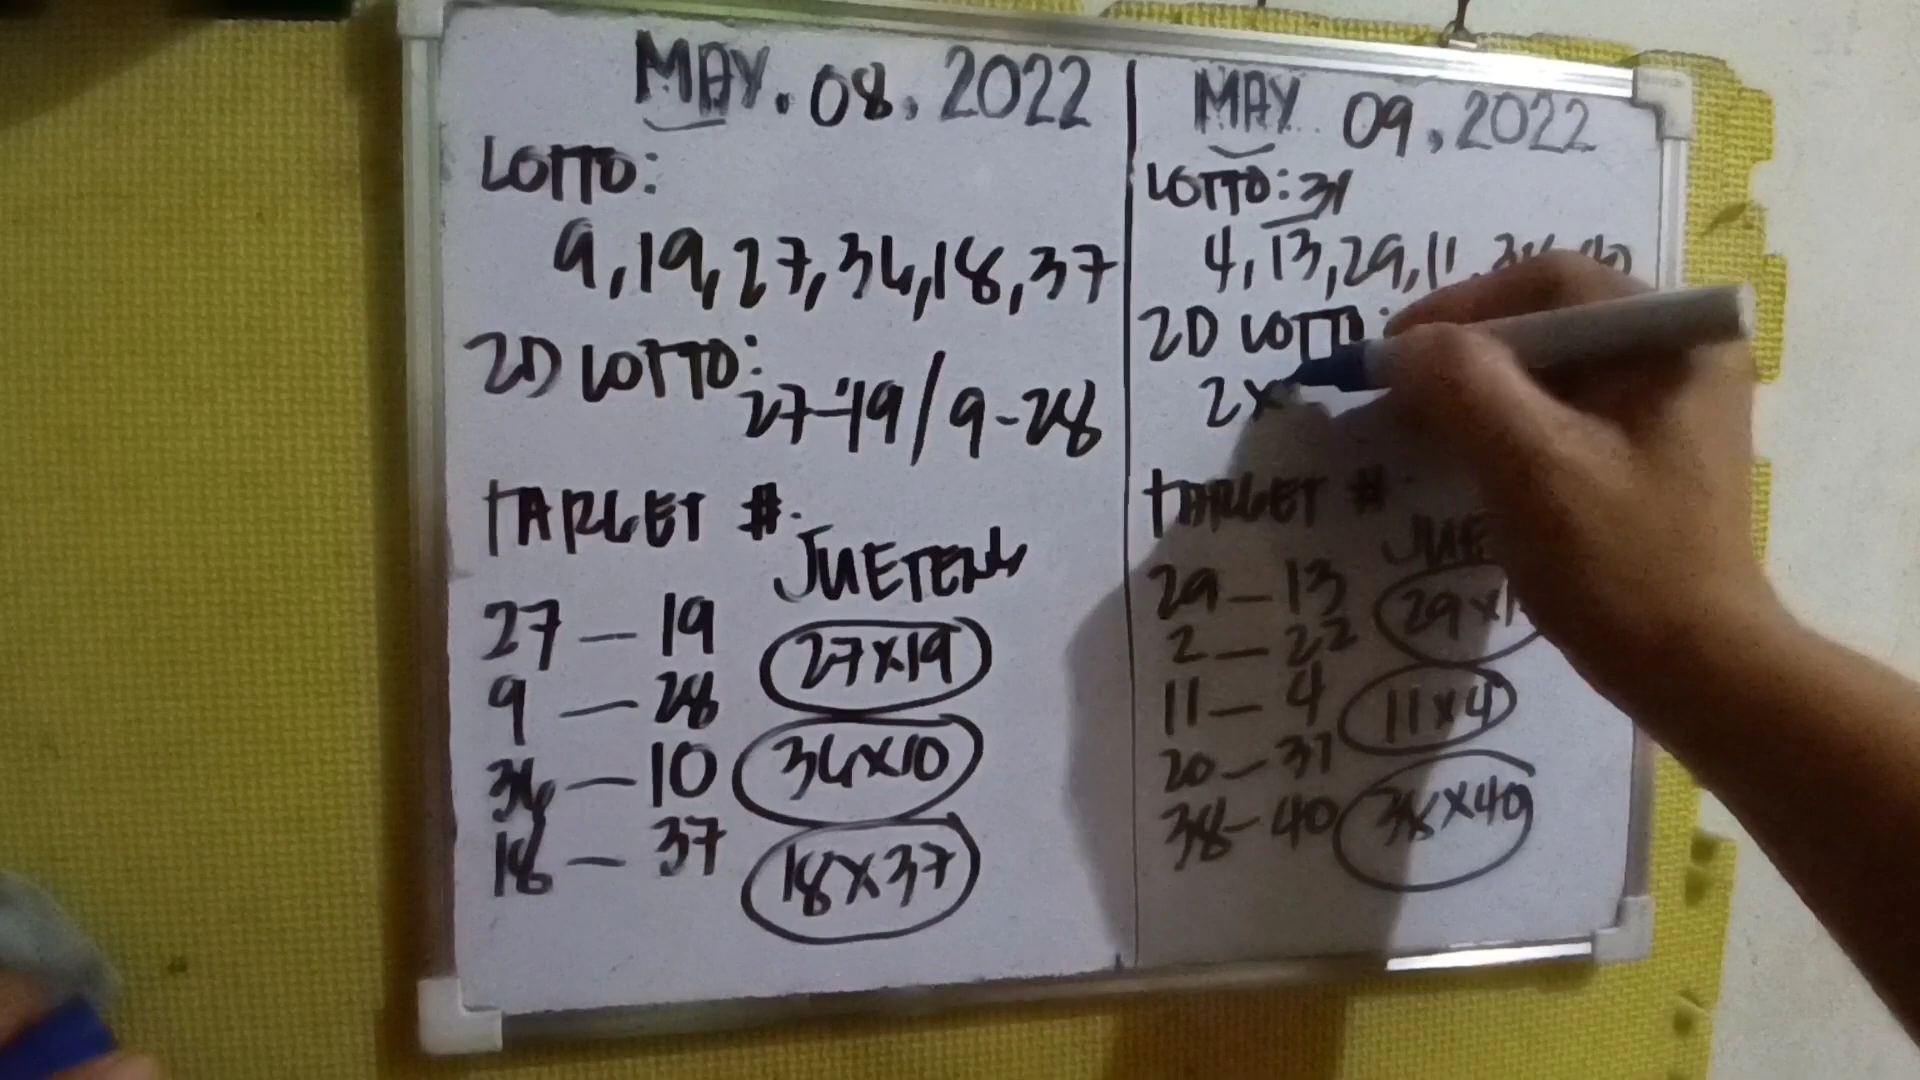 MAY. 08, 2022
LOTTO:
9, 19, 27, 36, 18, 37
2D LOTTO:
27-19 / 9-28
TARGET #.
JUETENG
27 — 19
27x19
9 — 28
36 — 10
36x10
18 — 37
18x37
MAY 09, 2022
LOTTO: 31
4, 13, 29, 11,
2D LOTTO:
2x
TARGET #.
29 — 13
2 — 22
11 — 4
11x4
20 — 31
38 - 40
38x40